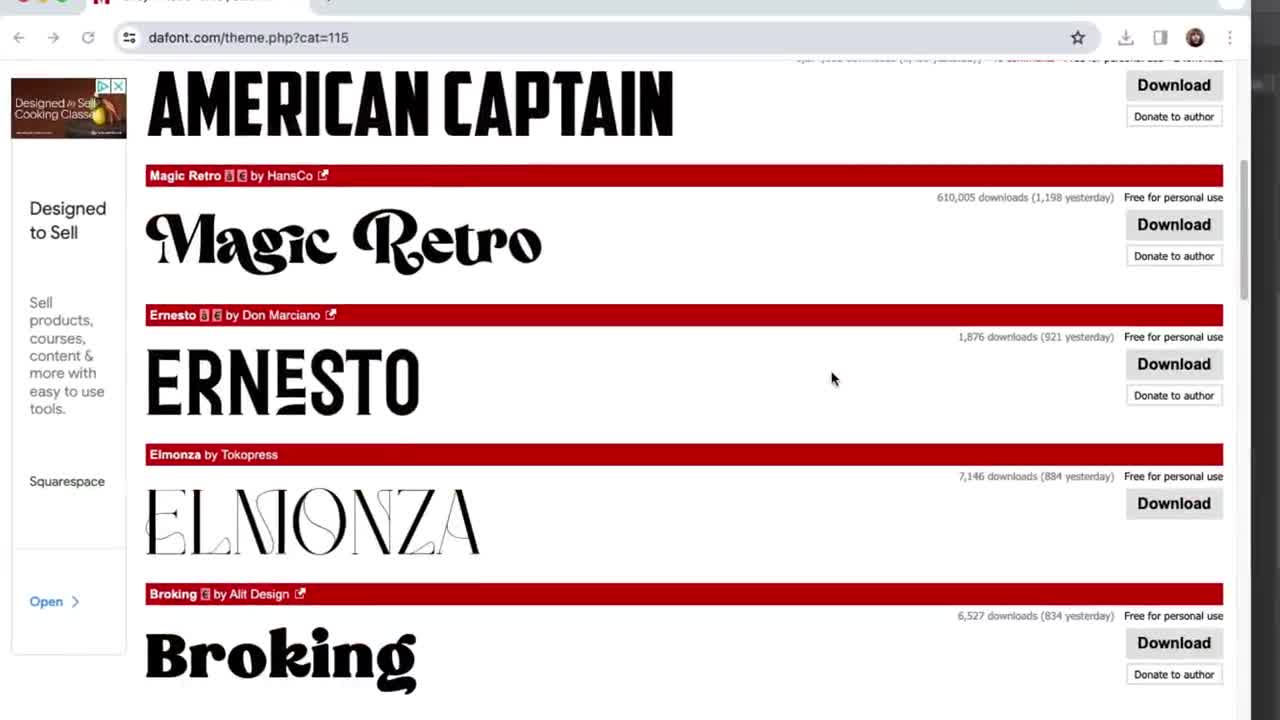 dafont.com/theme.php?cat=115
Designed to Sell
Cooking Classes
AMERICAN CAPTAIN
Download
Donate to author
Magic Retro by HansCo
610,005 downloads (1,198 yesterday) Free for personal use
Magic Retro
Download
Donate to author
Designed
to Sell
Sell
products,
courses,
content &
more with
easy to use
tools.
Squarespace
Open
Ernesto by Don Marciano
1,876 downloads (921 yesterday) Free for personal use
ERNESTO
Download
Donate to author
Elmonza by Tokopress
7,146 downloads (884 yesterday) Free for personal use
ELMONZA
Download
Broking by Alit Design
6,527 downloads (834 yesterday) Free for personal use
Broking
Download
Donate to author